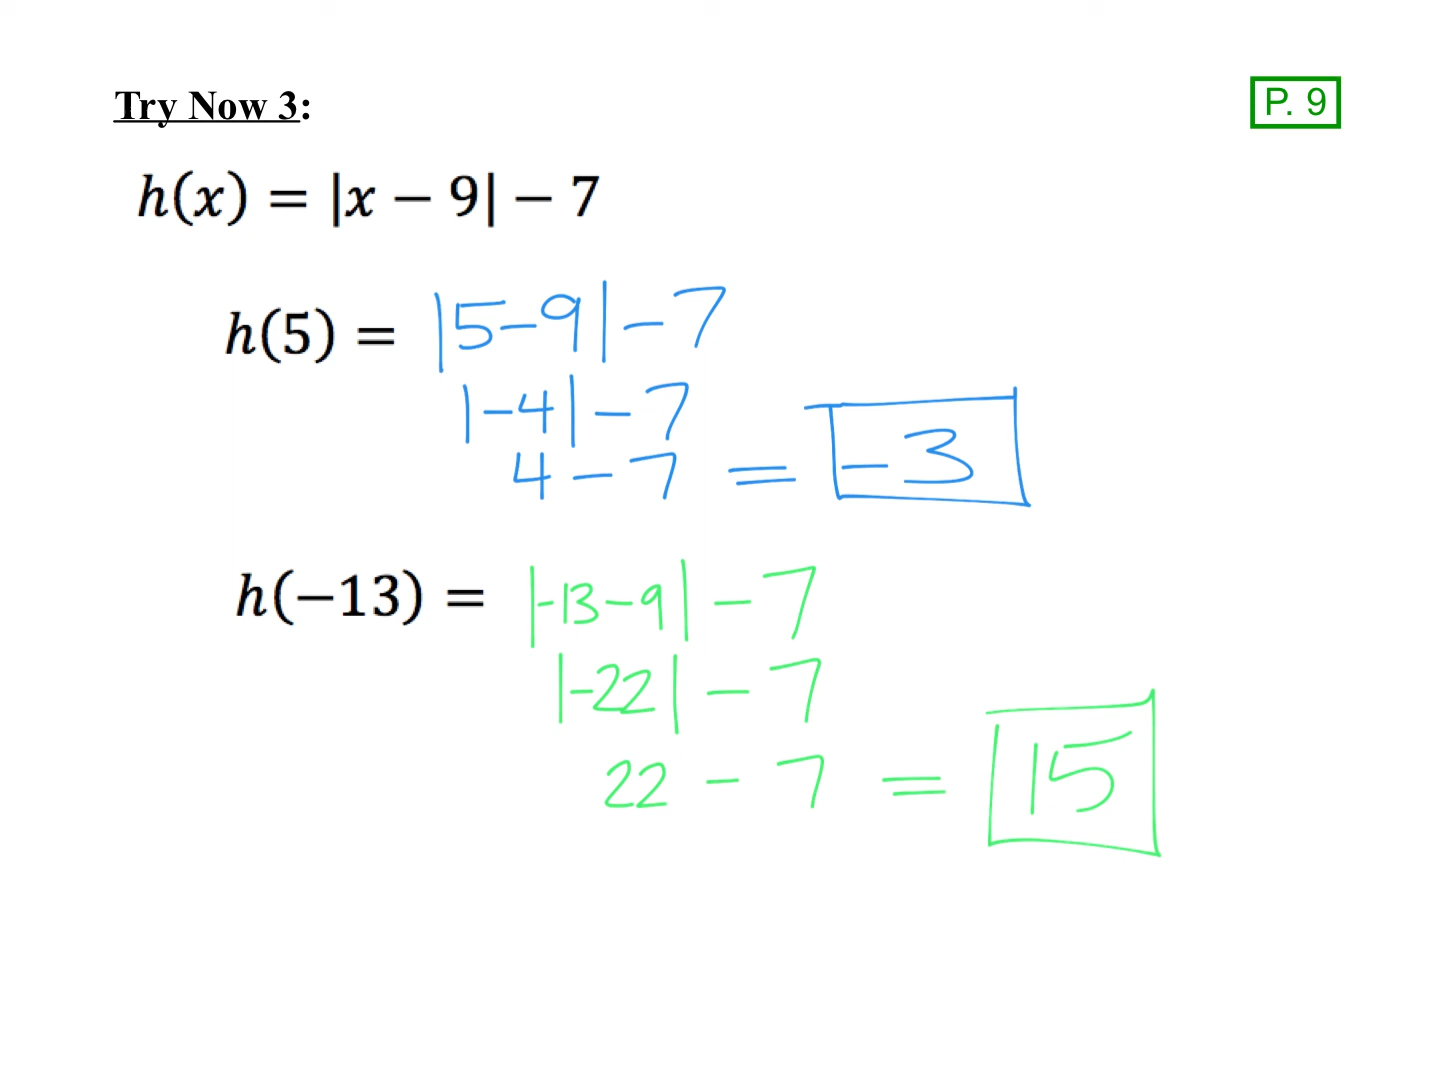 Try Now 3:
P. 9
h(x) = |x − 9| − 7
h(5) = |5-9|-7
|-4|-7
4-7 = -3
h(−13) = |-13-9|-7
|-22|-7
22-7 = 15